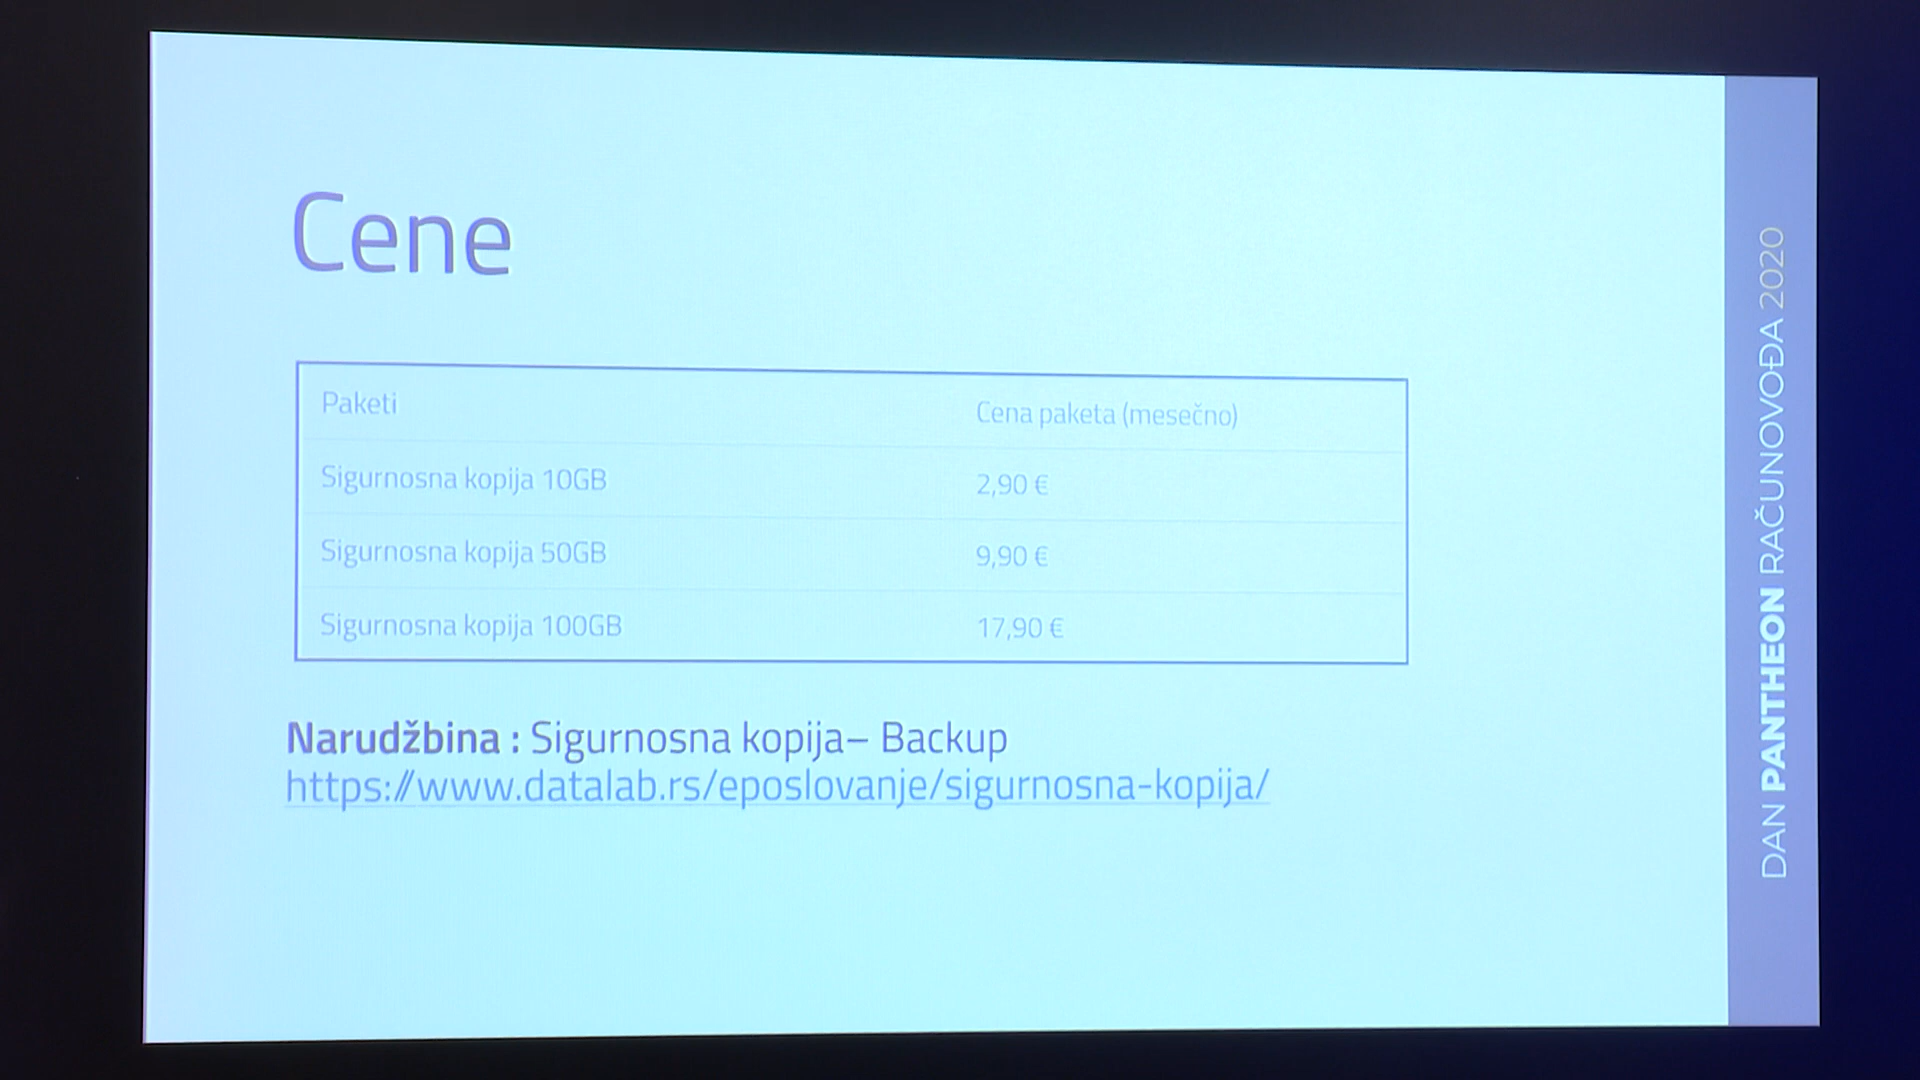 Cene
Paketi Cena paketa (mesečno)
Sigurnosna kopija 10GB 2,90 €
Sigurnosna kopija 50GB 9,90 €
Sigurnosna kopija 100GB 17,90 €
Narudžbina : Sigurnosna kopija– Backup
https://www.datalab.rs/eposlovanje/sigurnosna-kopija/
DAN PANTHEON RAČUNOVOĐA 2020